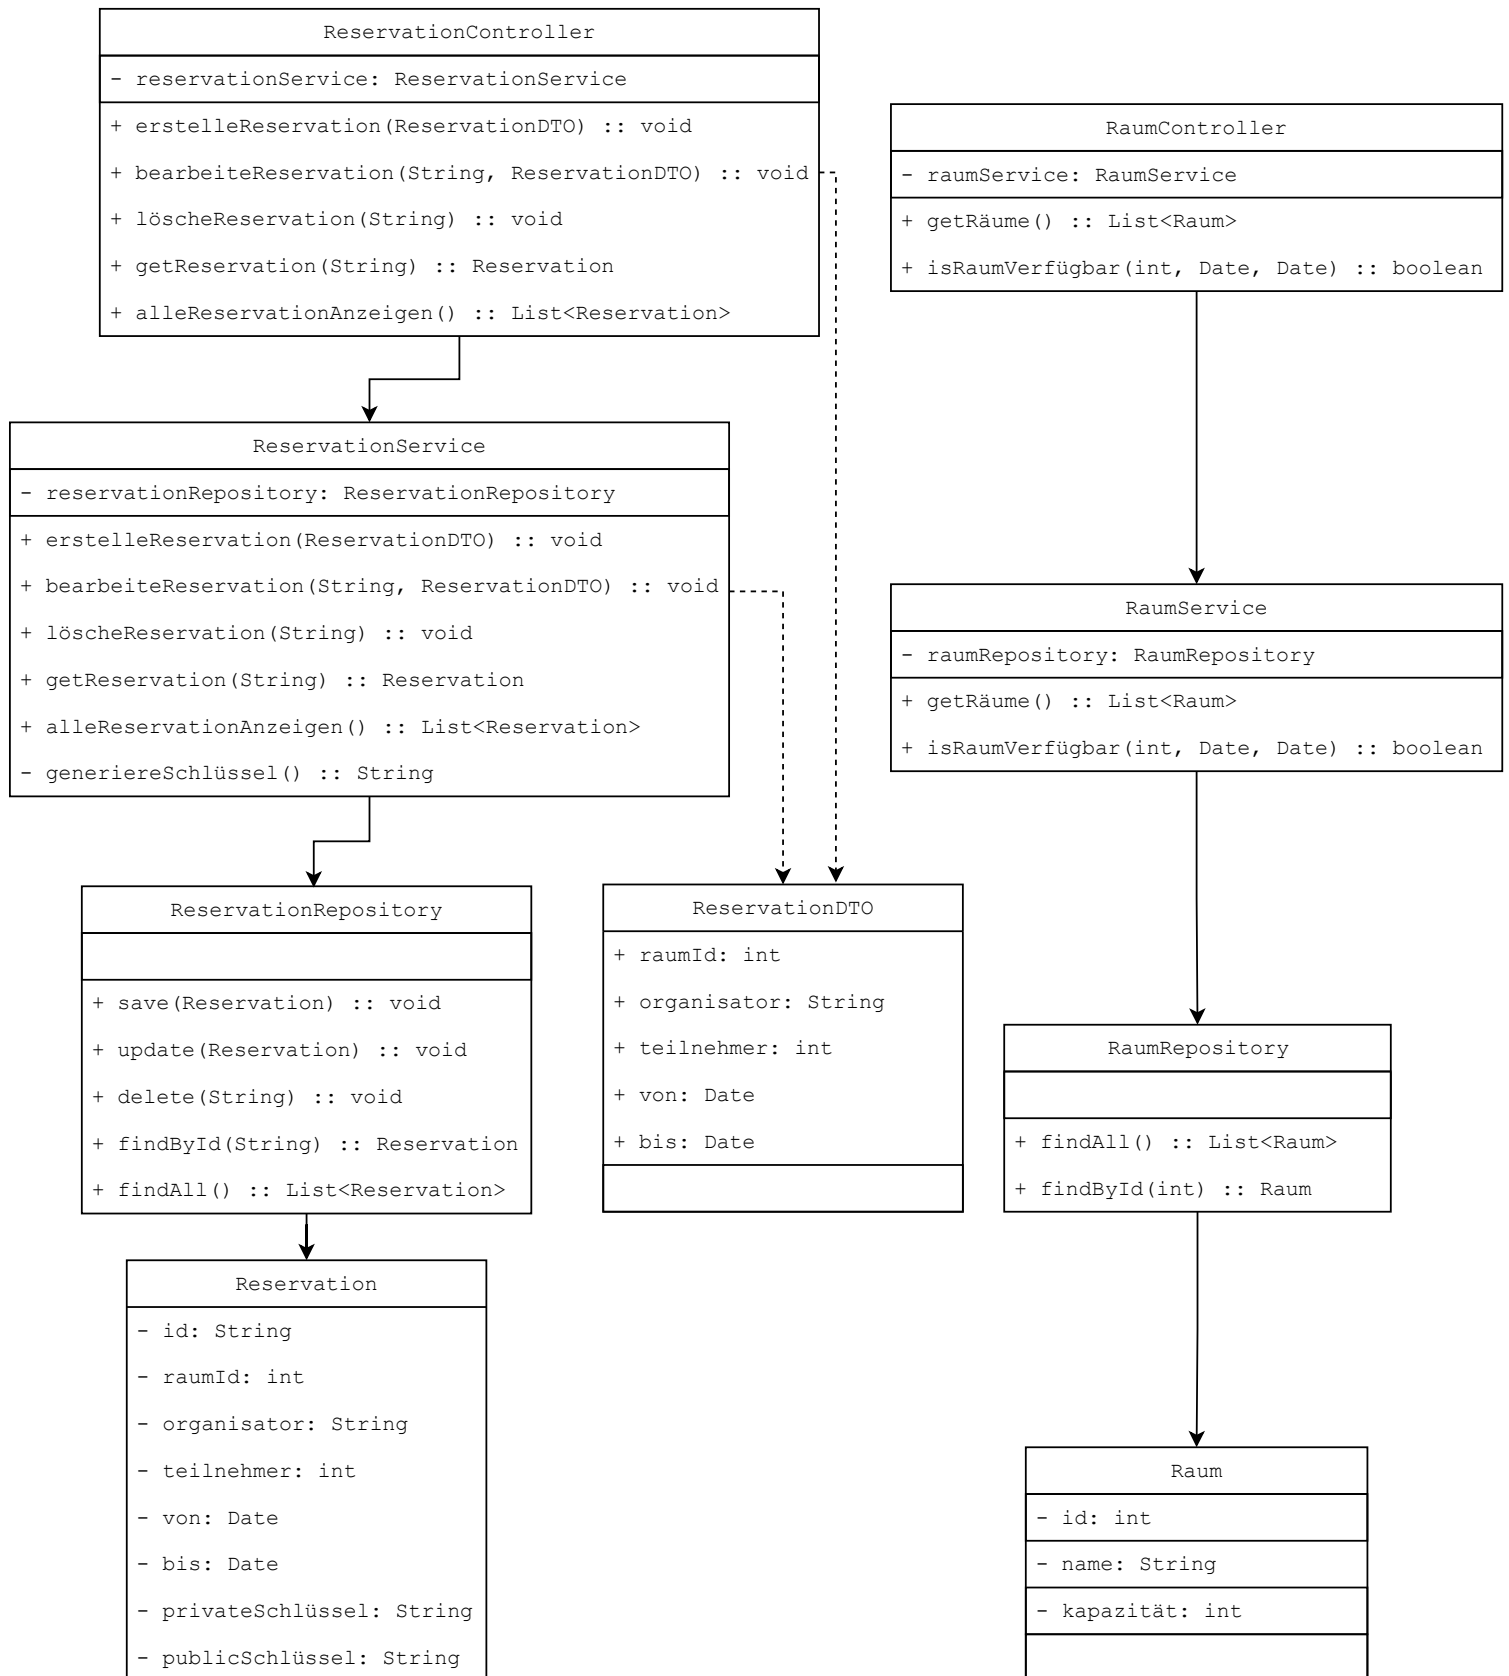 ReservationController
- reservationService: ReservationService
+ erstelleReservation(ReservationDTO) :: void
+ bearbeiteReservation(String, ReservationDTO) :: void
+ löscheReservation(String) :: void
+ getReservation(String) :: Reservation
+ alleReservationAnzeigen() :: List<Reservation>
RaumController
- raumService: RaumService
+ getRäume() :: List<Raum>
+ isRaumVerfügbar(int, Date, Date) :: boolean
ReservationService
- reservationRepository: ReservationRepository
+ erstelleReservation(ReservationDTO) :: void
+ bearbeiteReservation(String, ReservationDTO) :: void
+ löscheReservation(String) :: void
+ getReservation(String) :: Reservation
+ alleReservationAnzeigen() :: List<Reservation>
- generiereSchlüssel() :: String
RaumService
- raumRepository: RaumRepository
+ getRäume() :: List<Raum>
+ isRaumVerfügbar(int, Date, Date) :: boolean
ReservationRepository
+ save(Reservation) :: void
+ update(Reservation) :: void
+ delete(String) :: void
+ findById(String) :: Reservation
+ findAll() :: List<Reservation>
ReservationDTO
+ raumId: int
+ organisator: String
+ teilnehmer: int
+ von: Date
+ bis: Date
RaumRepository
+ findAll() :: List<Raum>
+ findById(int) :: Raum
Reservation
- id: String
- raumId: int
- organisator: String
- teilnehmer: int
- von: Date
- bis: Date
- privateSchlüssel: String
- publicSchlüssel: String
Raum
- id: int
- name: String
- kapazität: int